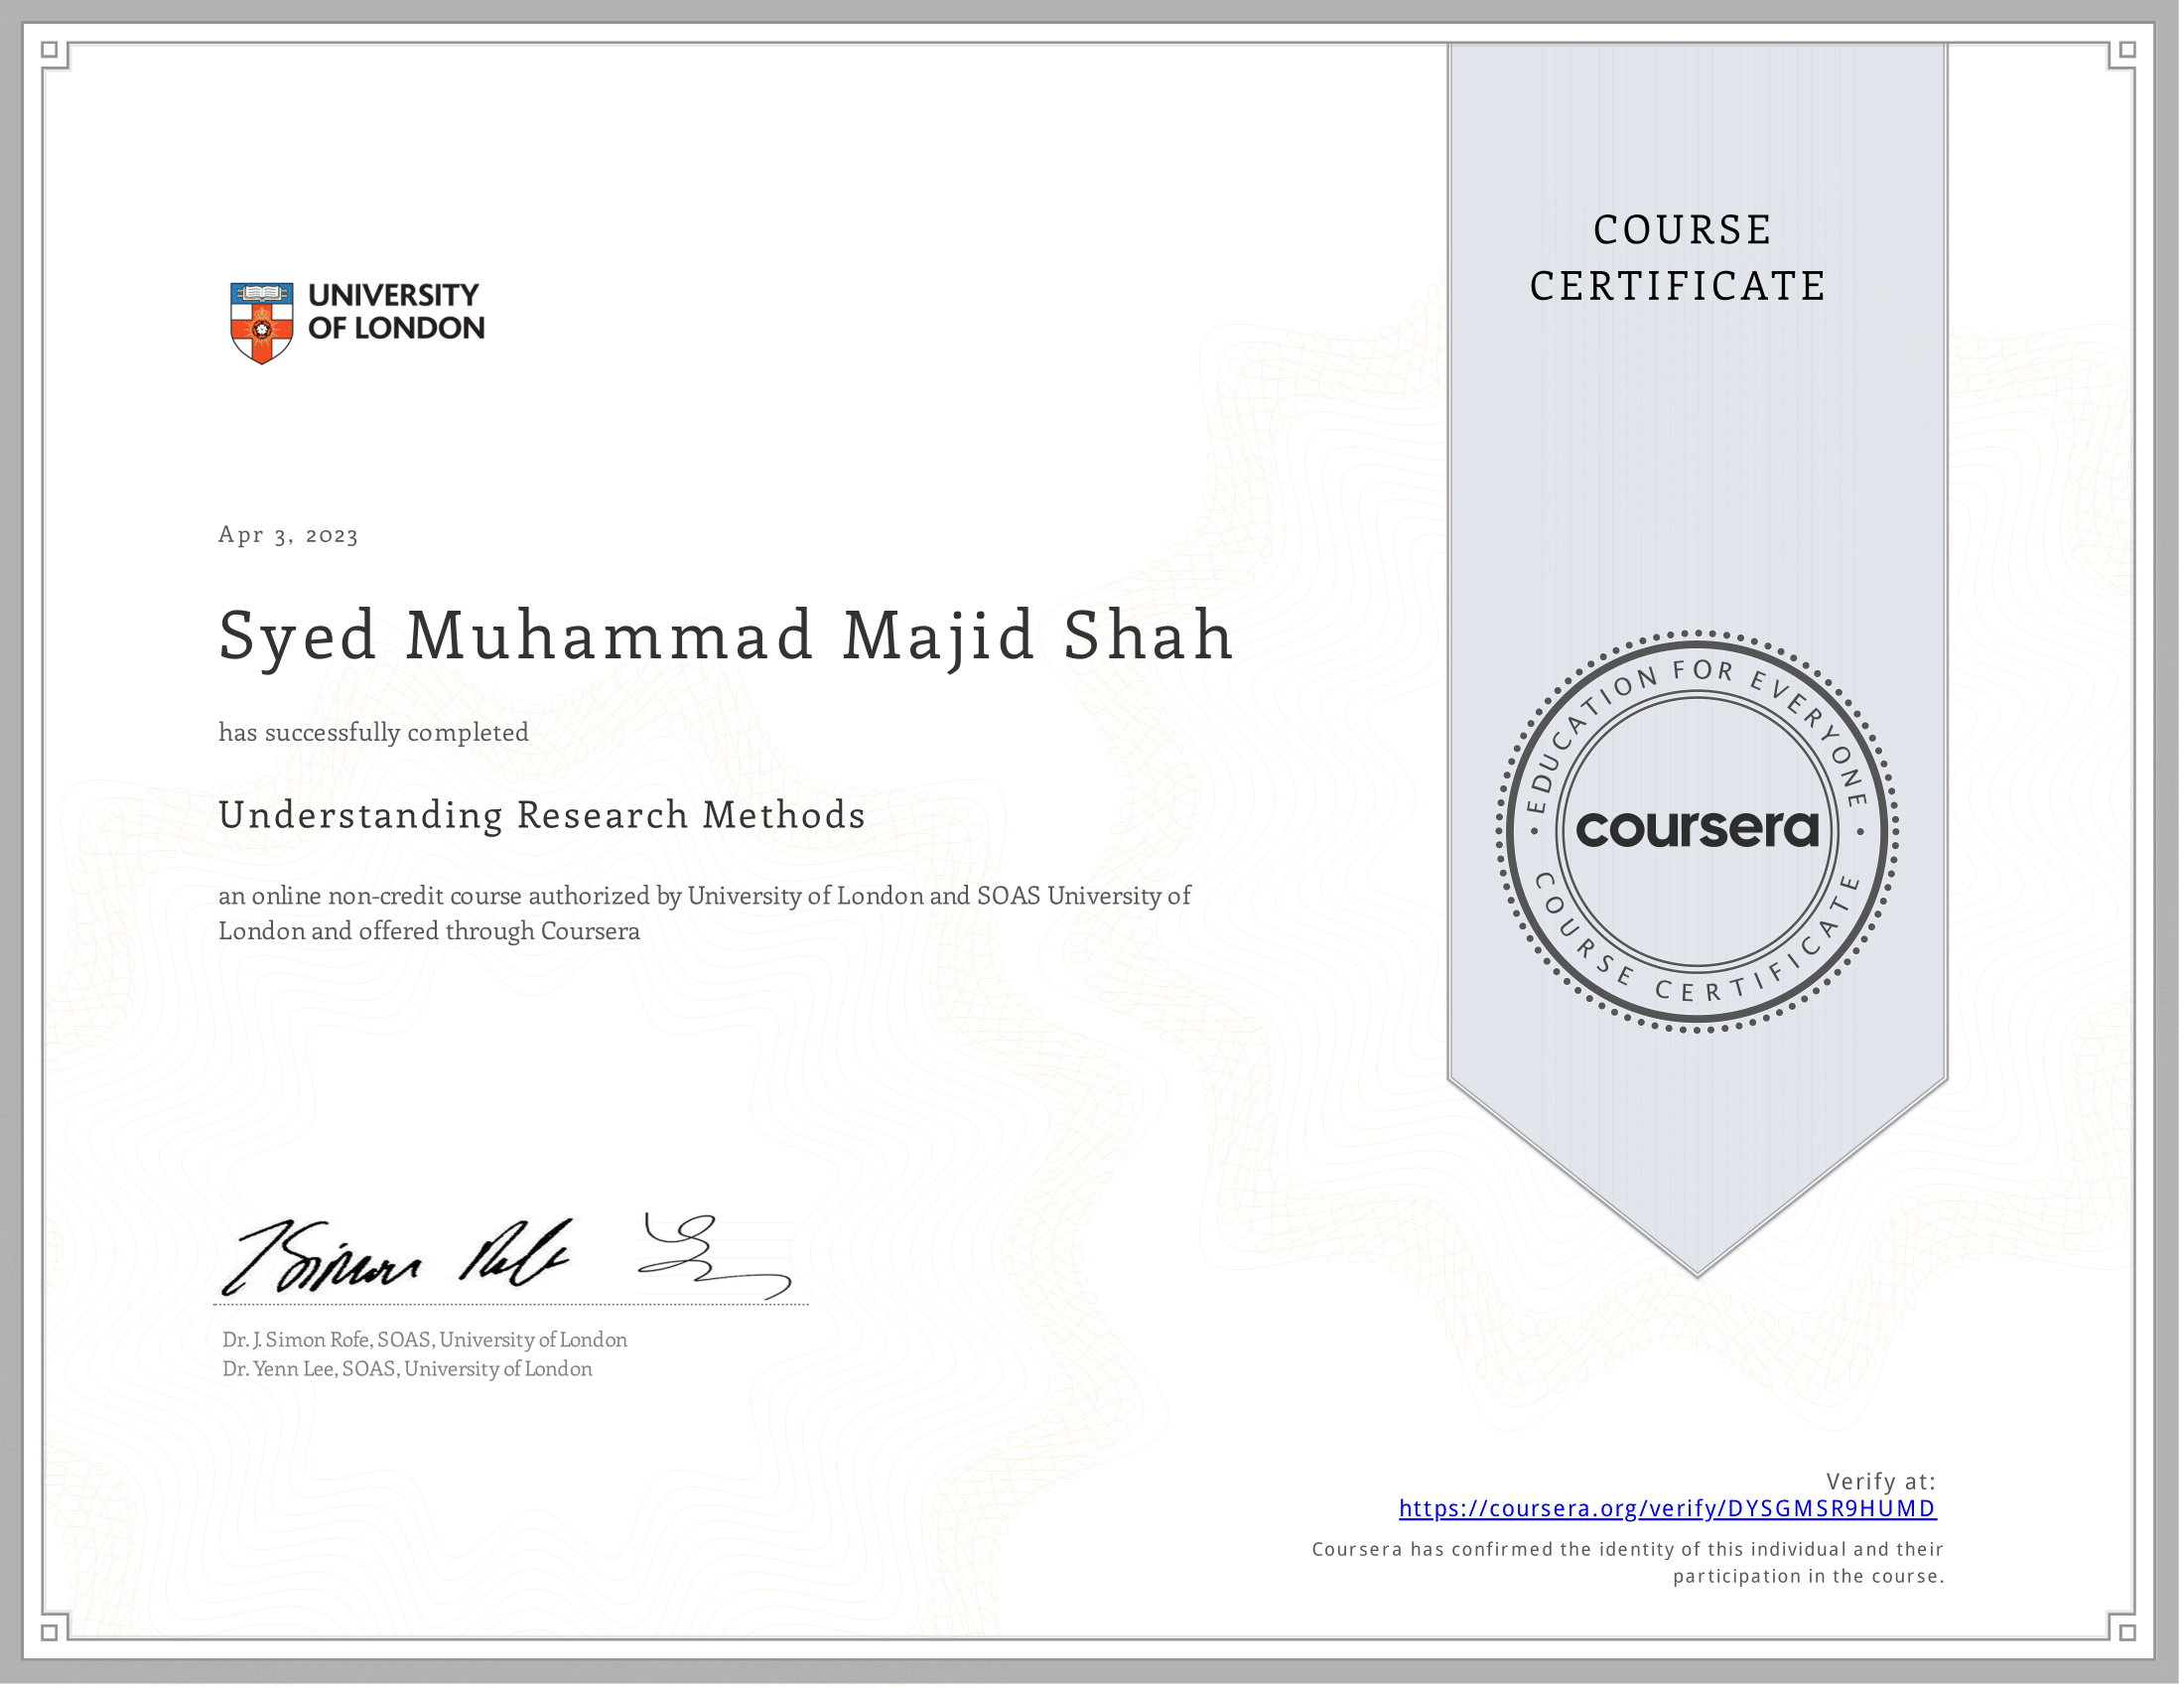 UNIVERSITY
OF LONDON
COURSE
CERTIFICATE
Apr 3, 2023
Syed Muhammad Majid Shah
has successfully completed
Understanding Research Methods
an online non-credit course authorized by University of London and SOAS University of
London and offered through Coursera
EDUCATION FOR EVERYONE
coursera
COURSE CERTIFICATE
J Simon Rofe
Dr. J. Simon Rofe, SOAS, University of London
Dr. Yenn Lee, SOAS, University of London
Verify at:
https://coursera.org/verify/DYSGMSR9HUMD
Coursera has confirmed the identity of this individual and their
participation in the course.